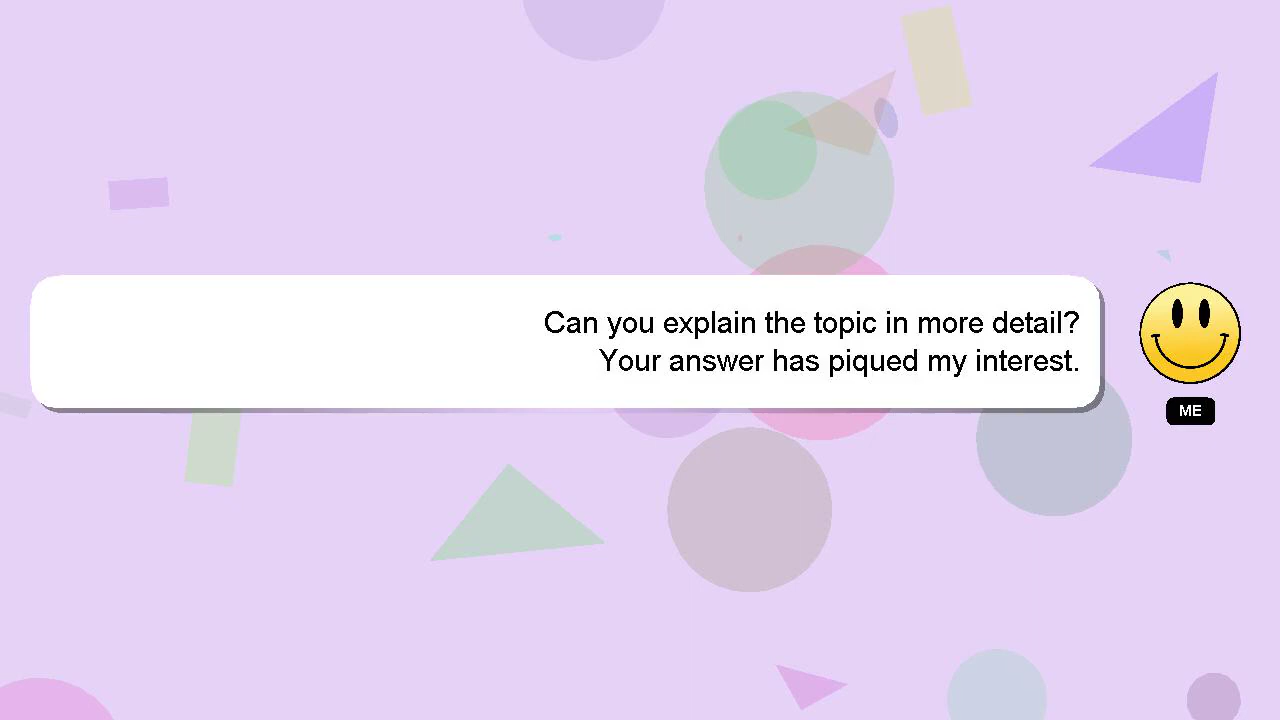 Can you explain the topic in more detail?
Your answer has piqued my interest.
ME